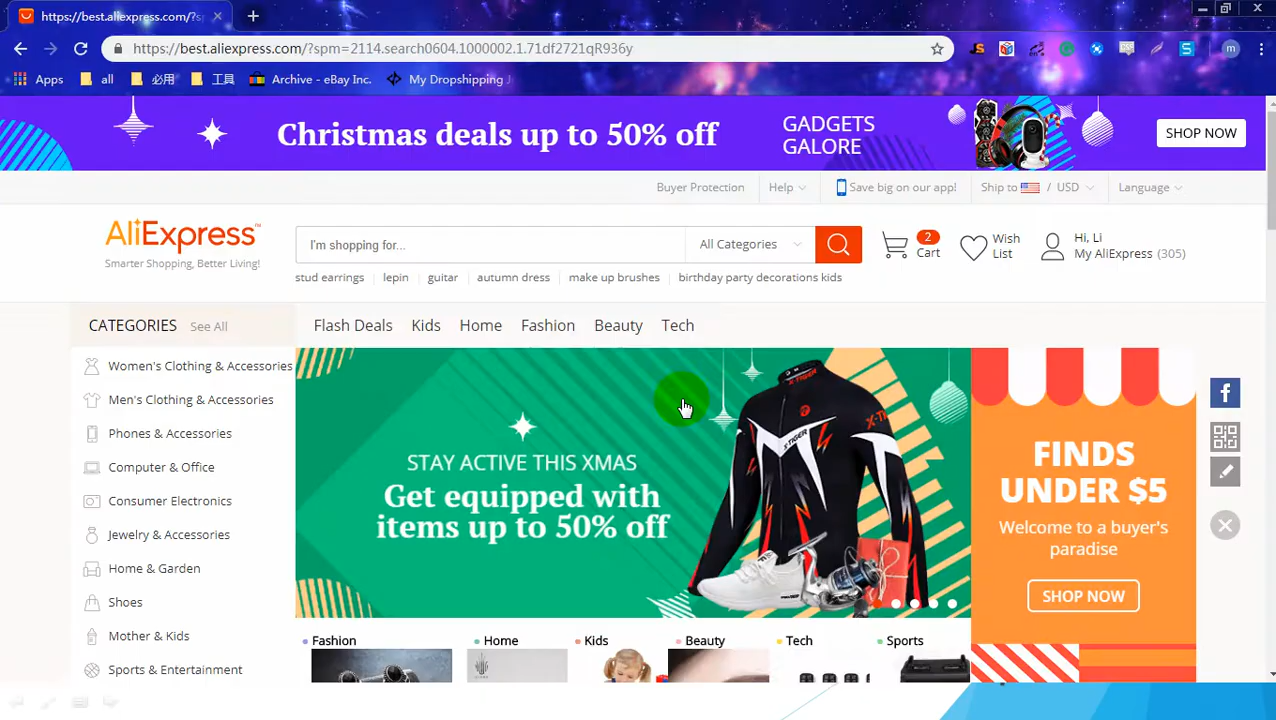 https://best.aliexpress.com/?s
https://best.aliexpress.com/?spm=2114.search0604.1000002.1.71df2721qR936y
m
Apps
all
必用
工具
Archive - eBay Inc.
My Dropshipping
Christmas deals up to 50% off
GADGETS
GALORE
SHOP NOW
Buyer Protection
Help
Save big on our app!
Ship to / USD
Language
AliExpress™
Smarter Shopping, Better Living!
I'm shopping for...
All Categories
2
Cart
Wish
List
Hi, Li
My AliExpress (305)
stud earrings
lepin
guitar
autumn dress
make up brushes
birthday party decorations kids
CATEGORIES See All
Flash Deals
Kids
Home
Fashion
Beauty
Tech
Women's Clothing & Accessories
Men's Clothing & Accessories
Phones & Accessories
Computer & Office
Consumer Electronics
Jewelry & Accessories
Home & Garden
Shoes
Mother & Kids
Sports & Entertainment
STAY ACTIVE THIS XMAS
Get equipped with
items up to 50% off
X-TIGER
X-TIGER
FINDS
UNDER $5
Welcome to a buyer's
paradise
SHOP NOW
Fashion
Home
Kids
Beauty
Tech
Sports